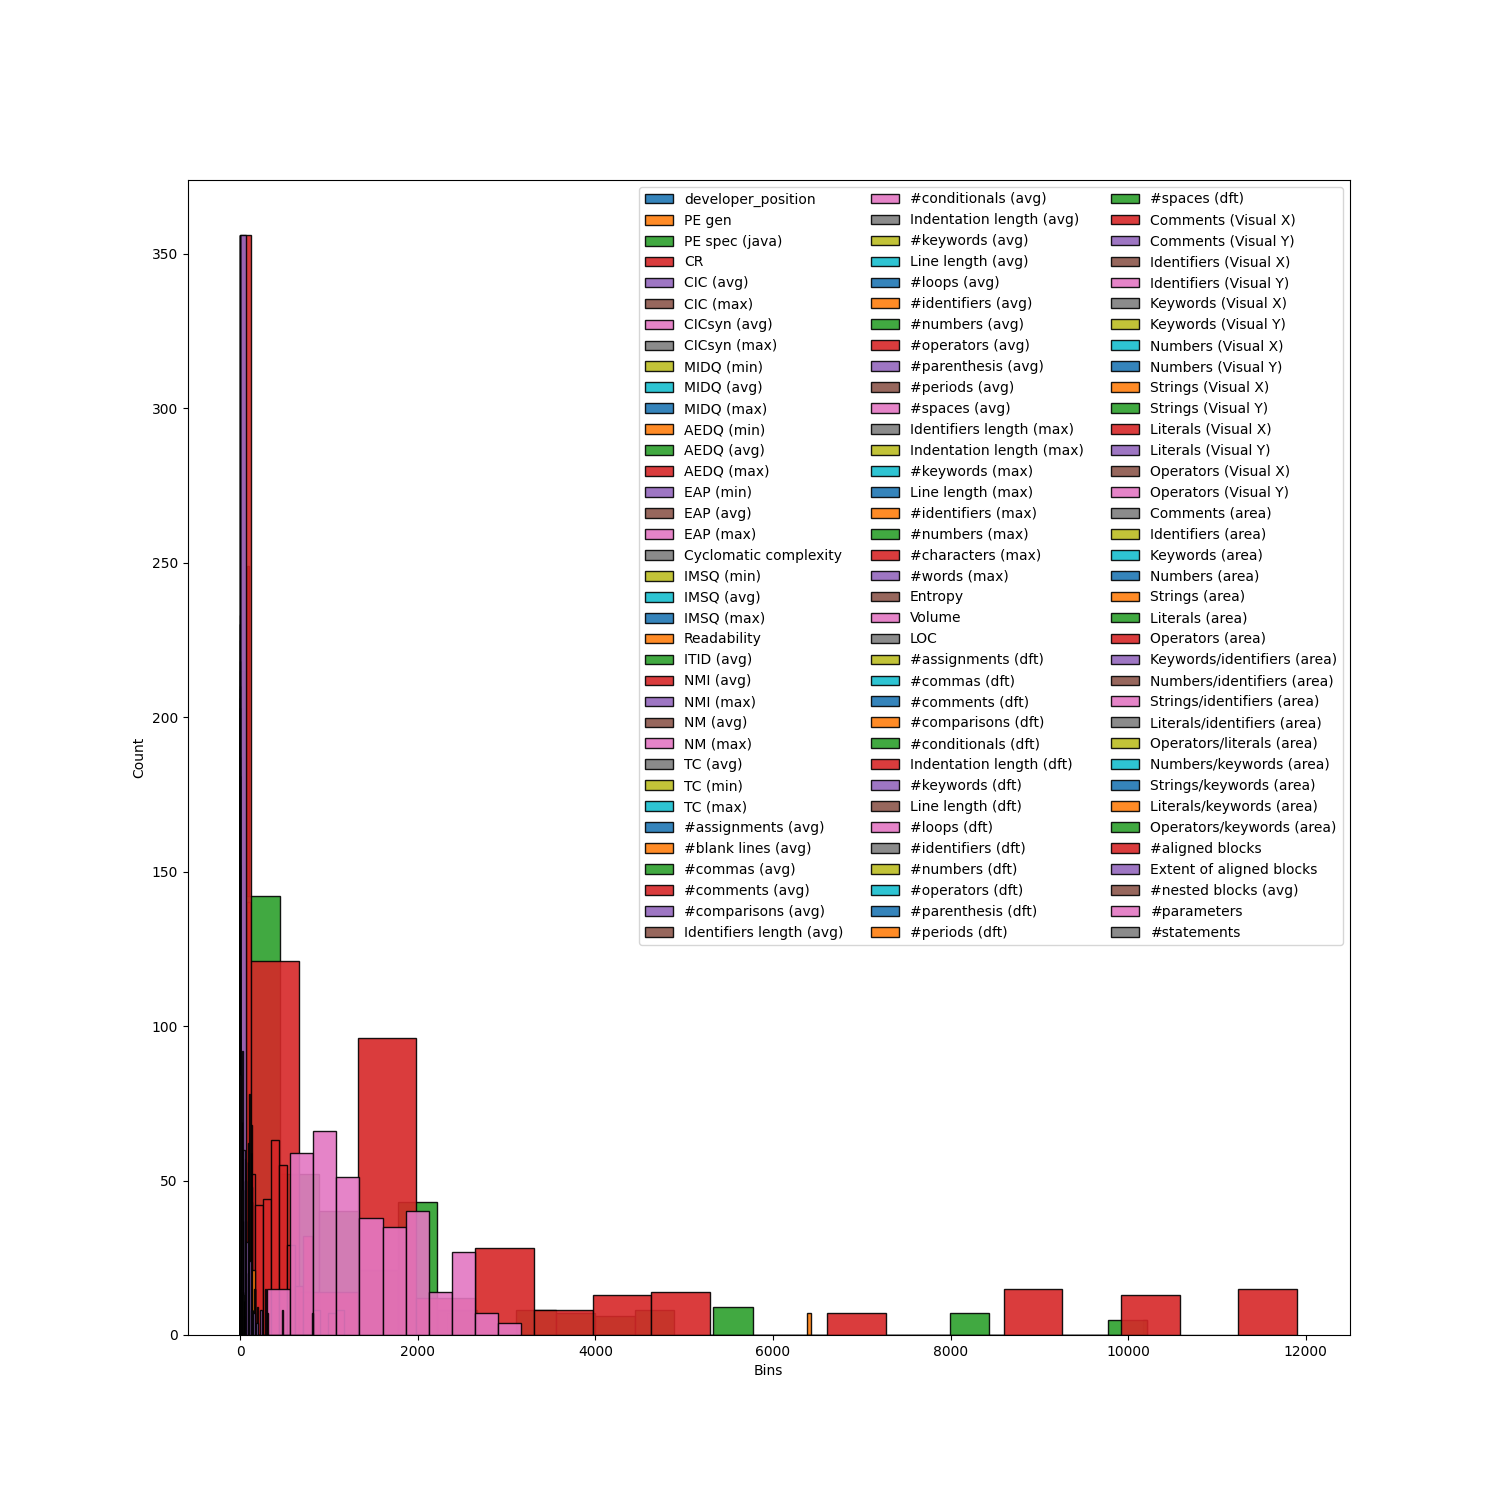 developer_position
PE gen
PE spec (java)
CR
CIC (avg)
CIC (max)
CICsyn (avg)
CICsyn (max)
MIDQ (min)
MIDQ (avg)
MIDQ (max)
AEDQ (min)
AEDQ (avg)
AEDQ (max)
EAP (min)
EAP (avg)
EAP (max)
Cyclomatic complexity
IMSQ (min)
IMSQ (avg)
IMSQ (max)
Readability
ITID (avg)
NMI (avg)
NMI (max)
NM (avg)
NM (max)
TC (avg)
TC (min)
TC (max)
#assignments (avg)
#blank lines (avg)
#commas (avg)
#comments (avg)
#comparisons (avg)
Identifiers length (avg)
#conditionals (avg)
Indentation length (avg)
#keywords (avg)
Line length (avg)
#loops (avg)
#identifiers (avg)
#numbers (avg)
#operators (avg)
#parenthesis (avg)
#periods (avg)
#spaces (avg)
Identifiers length (max)
Indentation length (max)
#keywords (max)
Line length (max)
#identifiers (max)
#numbers (max)
#characters (max)
#words (max)
Entropy
Volume
LOC
#assignments (dft)
#commas (dft)
#comments (dft)
#comparisons (dft)
#conditionals (dft)
Indentation length (dft)
#keywords (dft)
Line length (dft)
#loops (dft)
#identifiers (dft)
#numbers (dft)
#operators (dft)
#parenthesis (dft)
#periods (dft)
#spaces (dft)
Comments (Visual X)
Comments (Visual Y)
Identifiers (Visual X)
Identifiers (Visual Y)
Keywords (Visual X)
Keywords (Visual Y)
Numbers (Visual X)
Numbers (Visual Y)
Strings (Visual X)
Strings (Visual Y)
Literals (Visual X)
Literals (Visual Y)
Operators (Visual X)
Operators (Visual Y)
Comments (area)
Identifiers (area)
Keywords (area)
Numbers (area)
Strings (area)
Literals (area)
Operators (area)
Keywords/identifiers (area)
Numbers/identifiers (area)
Strings/identifiers (area)
Literals/identifiers (area)
Operators/literals (area)
Numbers/keywords (area)
Strings/keywords (area)
Literals/keywords (area)
Operators/keywords (area)
#aligned blocks
Extent of aligned blocks
#nested blocks (avg)
#parameters
#statements
350
300
250
200
150
100
50
0
Count
0 2000 4000 6000 8000 10000 12000
Bins